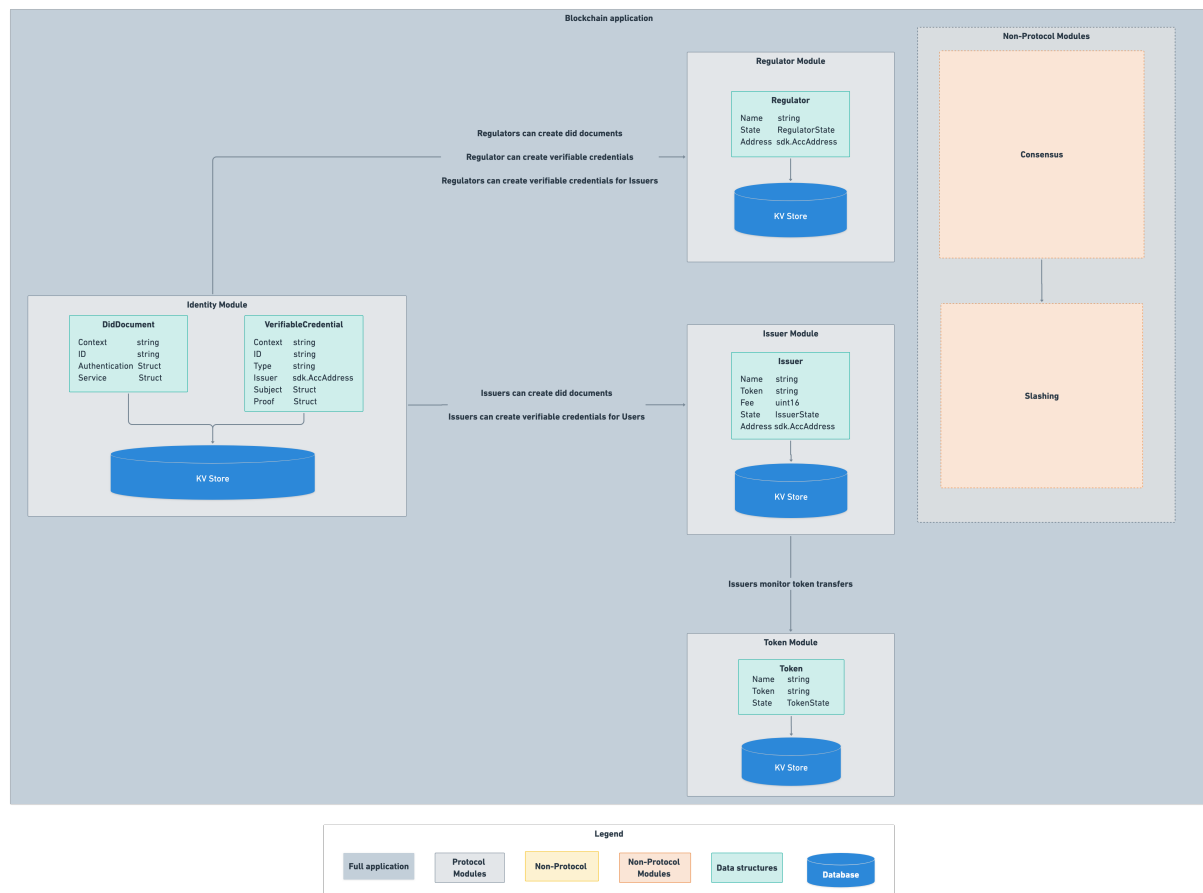 Blockchain application
Non-Protocol Modules
Consensus
Slashing
Regulator Module
Regulator
Name string
State RegulatorState
Address sdk.AccAddress
KV Store
Regulators can create did documents
Regulator can create verifiable credentials
Regulators can create verifiable credentials for Issuers
Identity Module
DidDocument
Context string
ID string
Authentication Struct
Service Struct
VerifiableCredential
Context string
ID string
Type string
Issuer sdk.AccAddress
Subject Struct
Proof Struct
KV Store
Issuers can create did documents
Issuers can create verifiable credentials for Users
Issuer Module
Issuer
Name string
Token string
Fee uint16
State IssuerState
Address sdk.AccAddress
KV Store
Issuers monitor token transfers
Token Module
Token
Name string
Token string
State TokenState
KV Store
Legend
Full application
Protocol
Modules
Non-Protocol
Non-Protocol
Modules
Data structures
Database